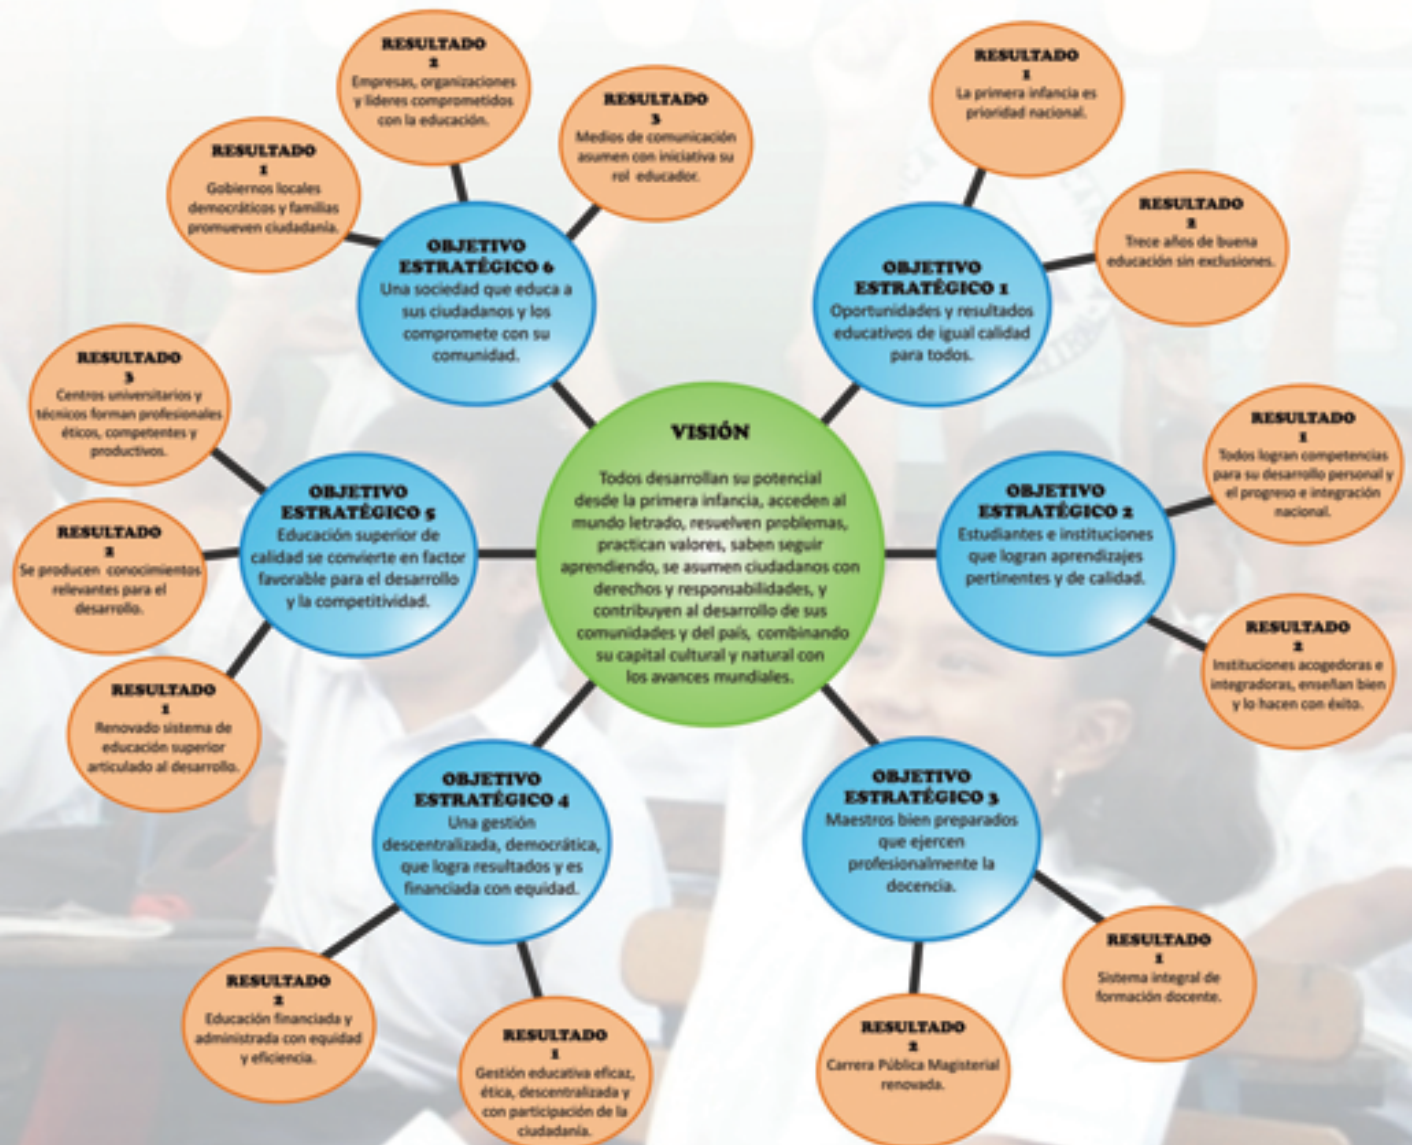 VISIÓN
Todos desarrollan su potencial
desde la primera infancia, acceden al
mundo letrado, resuelven problemas,
practican valores, saben seguir
aprendiendo, se asumen ciudadanos con
derechos y responsabilidades, y
contribuyen al desarrollo de sus
comunidades y del país, combinando
su capital cultural y natural con
los avances mundiales.
OBJETIVO
ESTRATÉGICO 1
Oportunidades y resultados
educativos de igual calidad
para todos.
RESULTADO
1
La primera infancia es
prioridad nacional.
RESULTADO
2
Trece años de buena
educación sin exclusiones.
OBJETIVO
ESTRATÉGICO 2
Estudiantes e instituciones
que logran aprendizajes
pertinentes y de calidad.
RESULTADO
1
Todos logran competencias
para su desarrollo personal y
el progreso e integración
nacional.
RESULTADO
2
Instituciones acogedoras e
integradoras, enseñan bien
y lo hacen con éxito.
OBJETIVO
ESTRATÉGICO 3
Maestros bien preparados
que ejercen
profesionalmente la
docencia.
RESULTADO
1
Sistema integral de
formación docente.
RESULTADO
2
Carrera Pública Magisterial
renovada.
OBJETIVO
ESTRATÉGICO 4
Una gestión
descentralizada, democrática,
que logra resultados y es
financiada con equidad.
RESULTADO
1
Gestión educativa eficaz,
ética, descentralizada y
con participación de la
ciudadanía.
RESULTADO
2
Educación financiada y
administrada con equidad
y eficiencia.
OBJETIVO
ESTRATÉGICO 5
Educación superior de
calidad se convierte en factor
favorable para el desarrollo
y la competitividad.
RESULTADO
1
Renovado sistema de
educación superior
articulado al desarrollo.
RESULTADO
2
Se producen conocimientos
relevantes para el
desarrollo.
RESULTADO
3
Centros universitarios y
técnicos forman profesionales
éticos, competentes y
productivos.
OBJETIVO
ESTRATÉGICO 6
Una sociedad que educa a
sus ciudadanos y los
compromete con su
comunidad.
RESULTADO
1
Gobiernos locales
democráticos y familias
promueven ciudadanía.
RESULTADO
2
Empresas, organizaciones
y líderes comprometidos
con la educación.
RESULTADO
3
Medios de comunicación
asumen con iniciativa su
rol educador.